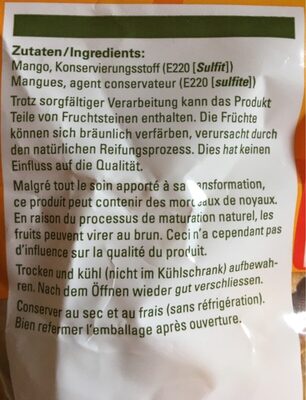 Zutaten/Ingredients:
Mango, Konservierungsstoff (E220 [Sulfit])
Mangues, agent conservateur (E220 [sulfite])
Trotz sorgfältiger Verarbeitung kann das Produkt
Teile von Fruchtsteinen enthalten. Die Früchte
können sich bräunlich verfärben, verursacht durch
den natürlichen Reifungsprozess. Dies hat keinen
Einfluss auf die Qualität.
Malgré tout le soin apporté à sa transformation,
ce produit peut contenir des morceaux de noyaux.
En raison du processus de maturation naturel, les
fruits peuvent virer au brun. Ceci n'a cependant pas
d'influence sur la qualité du produit.
Trocken und kühl (nicht im Kühlschrank) aufbewah-
ren. Nach dem Öffnen wieder gut verschliessen.
Conserver au sec et au frais (sans réfrigération).
Bien refermer l'emballage après ouverture.